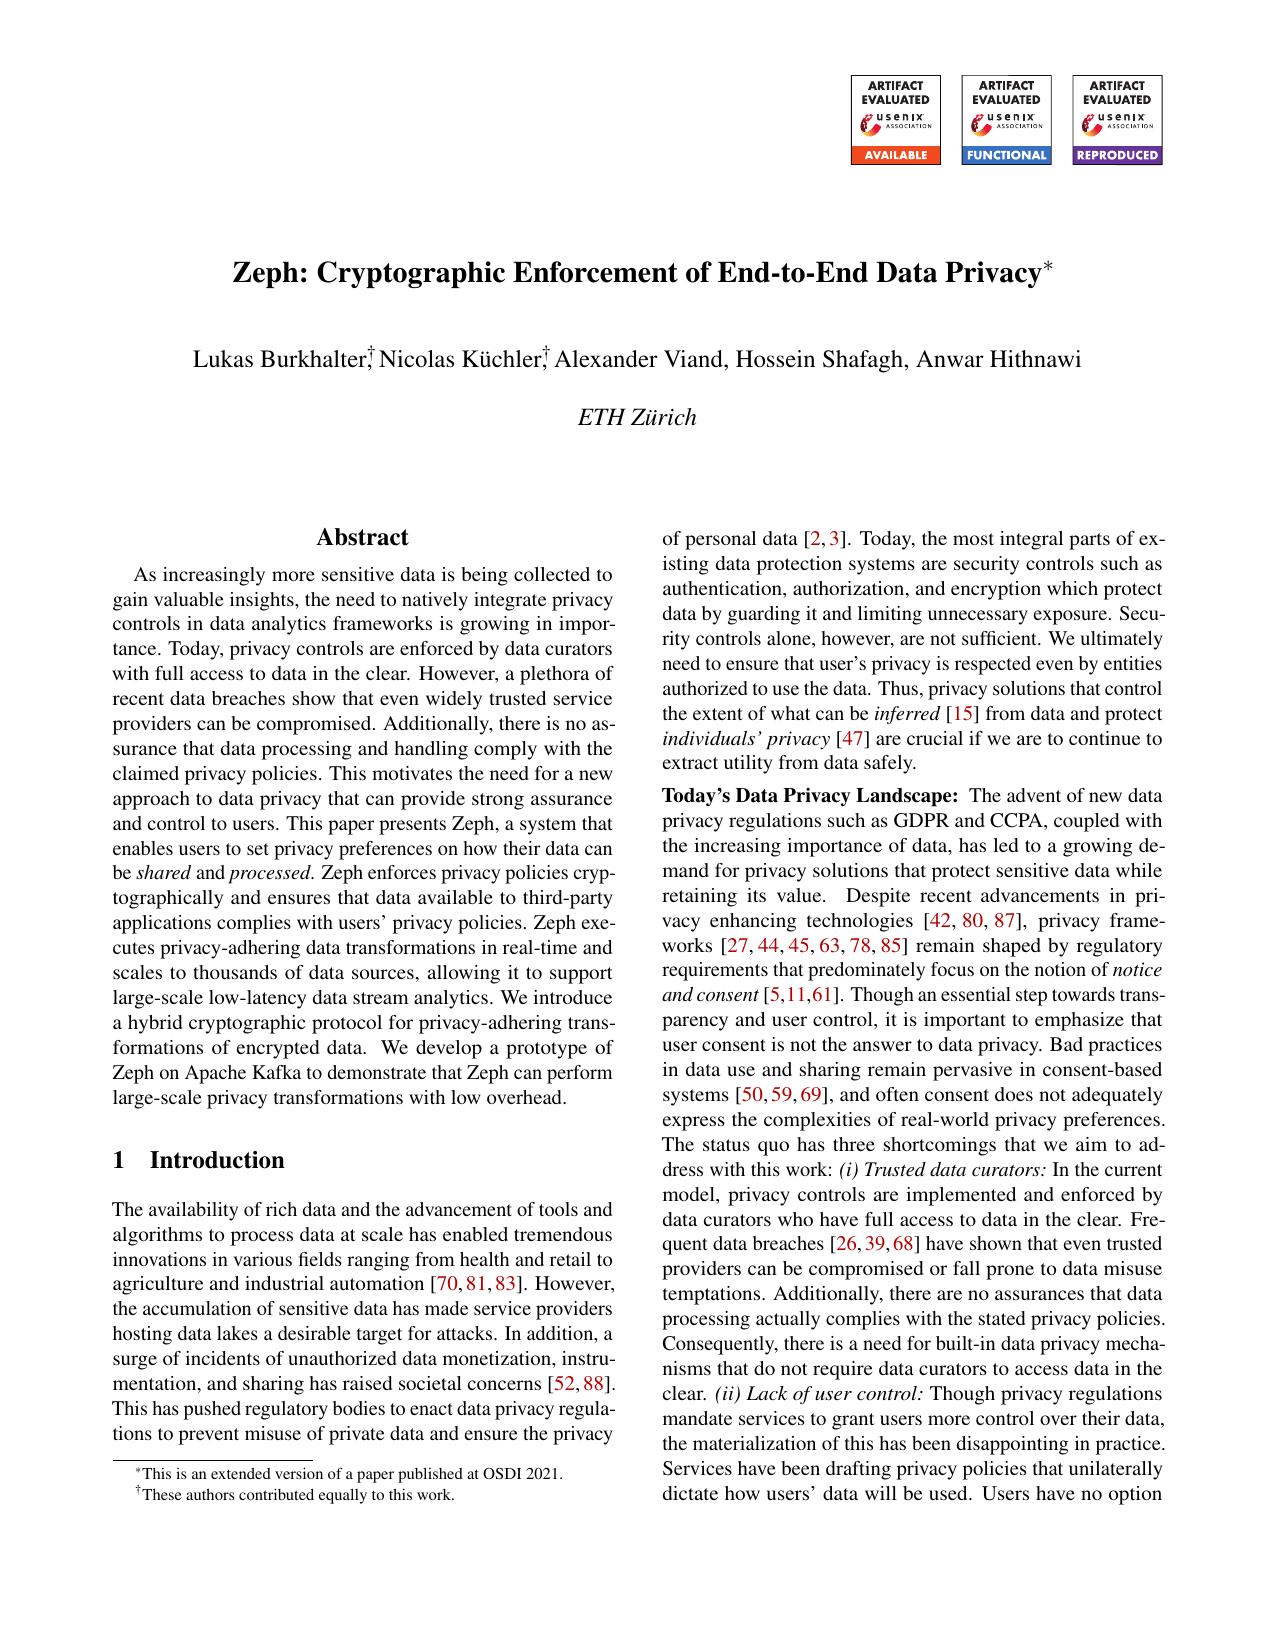 ARTIFACT
EVALUATED
usenix
ASSOCIATION
AVAILABLE
ARTIFACT
EVALUATED
usenix
ASSOCIATION
FUNCTIONAL
ARTIFACT
EVALUATED
usenix
ASSOCIATION
REPRODUCED
Zeph: Cryptographic Enforcement of End-to-End Data Privacy*
Lukas Burkhalter,† Nicolas Küchler,† Alexander Viand, Hossein Shafagh, Anwar Hithnawi
ETH Zürich
Abstract
As increasingly more sensitive data is being collected to
gain valuable insights, the need to natively integrate privacy
controls in data analytics frameworks is growing in impor-
tance. Today, privacy controls are enforced by data curators
with full access to data in the clear. However, a plethora of
recent data breaches show that even widely trusted service
providers can be compromised. Additionally, there is no as-
surance that data processing and handling comply with the
claimed privacy policies. This motivates the need for a new
approach to data privacy that can provide strong assurance
and control to users. This paper presents Zeph, a system that
enables users to set privacy preferences on how their data can
be shared and processed. Zeph enforces privacy policies cryp-
tographically and ensures that data available to third-party
applications complies with users' privacy policies. Zeph exe-
cutes privacy-adhering data transformations in real-time and
scales to thousands of data sources, allowing it to support
large-scale low-latency data stream analytics. We introduce
a hybrid cryptographic protocol for privacy-adhering trans-
formations of encrypted data. We develop a prototype of
Zeph on Apache Kafka to demonstrate that Zeph can perform
large-scale privacy transformations with low overhead.
1 Introduction
The availability of rich data and the advancement of tools and
algorithms to process data at scale has enabled tremendous
innovations in various fields ranging from health and retail to
agriculture and industrial automation [70, 81, 83]. However,
the accumulation of sensitive data has made service providers
hosting data lakes a desirable target for attacks. In addition, a
surge of incidents of unauthorized data monetization, instru-
mentation, and sharing has raised societal concerns [52, 88].
This has pushed regulatory bodies to enact data privacy regula-
tions to prevent misuse of private data and ensure the privacy
*This is an extended version of a paper published at OSDI 2021.
†These authors contributed equally to this work.
of personal data [2, 3]. Today, the most integral parts of ex-
isting data protection systems are security controls such as
authentication, authorization, and encryption which protect
data by guarding it and limiting unnecessary exposure. Secu-
rity controls alone, however, are not sufficient. We ultimately
need to ensure that user's privacy is respected even by entities
authorized to use the data. Thus, privacy solutions that control
the extent of what can be inferred [15] from data and protect
individuals' privacy [47] are crucial if we are to continue to
extract utility from data safely.
Today's Data Privacy Landscape: The advent of new data
privacy regulations such as GDPR and CCPA, coupled with
the increasing importance of data, has led to a growing de-
mand for privacy solutions that protect sensitive data while
retaining its value. Despite recent advancements in pri-
vacy enhancing technologies [42, 80, 87], privacy frame-
works [27, 44, 45, 63, 78, 85] remain shaped by regulatory
requirements that predominately focus on the notion of notice
and consent [5,11,61]. Though an essential step towards trans-
parency and user control, it is important to emphasize that
user consent is not the answer to data privacy. Bad practices
in data use and sharing remain pervasive in consent-based
systems [50, 59, 69], and often consent does not adequately
express the complexities of real-world privacy preferences.
The status quo has three shortcomings that we aim to ad-
dress with this work: (i) Trusted data curators: In the current
model, privacy controls are implemented and enforced by
data curators who have full access to data in the clear. Fre-
quent data breaches [26, 39, 68] have shown that even trusted
providers can be compromised or fall prone to data misuse
temptations. Additionally, there are no assurances that data
processing actually complies with the stated privacy policies.
Consequently, there is a need for built-in data privacy mecha-
nisms that do not require data curators to access data in the
clear. (ii) Lack of user control: Though privacy regulations
mandate services to grant users more control over their data,
the materialization of this has been disappointing in practice.
Services have been drafting privacy policies that unilaterally
dictate how users' data will be used. Users have no option